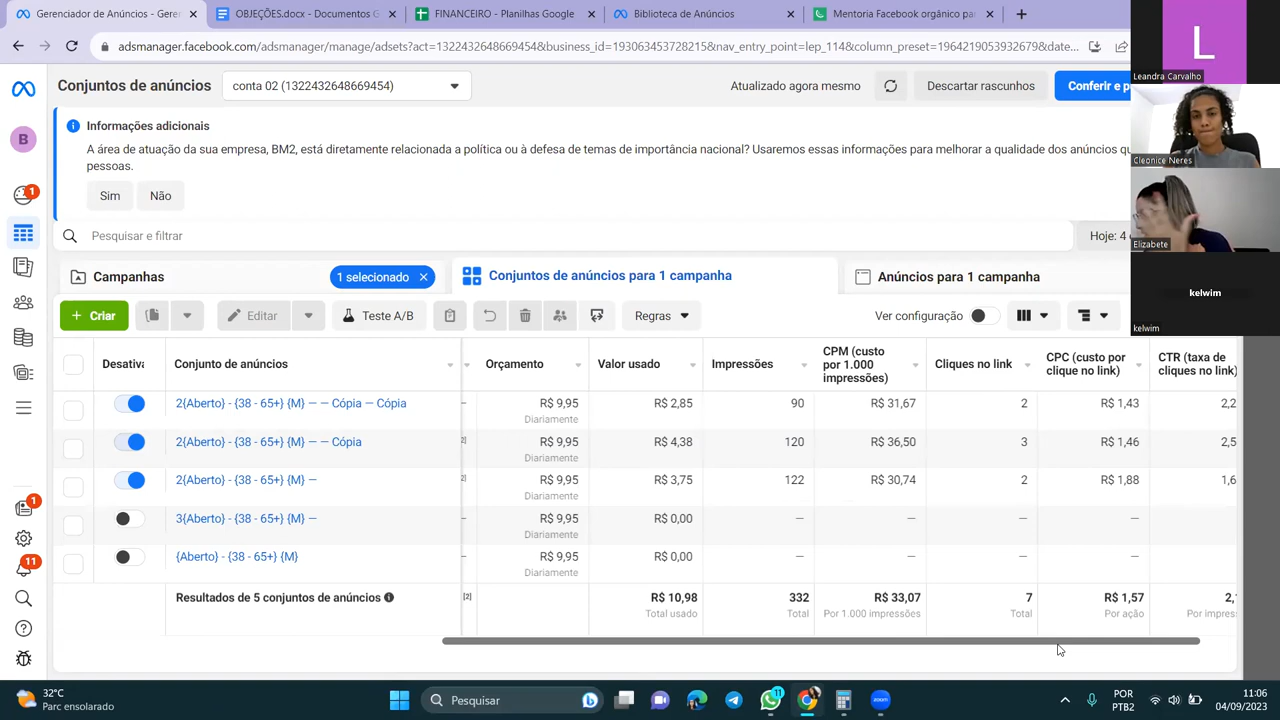 Gerenciador de Anúncios - Geren
OBJEÇÕES.docx - Documentos G
FINANCEIRO - Planilhas Google
Biblioteca de Anúncios
Mentoria Facebook orgânico par
adsmanager.facebook.com/adsmanager/manage/adsets?act=1322432648669454&business_id=193063453728215&nav_entry_point=lep_114&column_preset=1964219053932679&date...
L
Leandra Carvalho
Conjuntos de anúncios
conta 02 (1322432648669454)
Atualizado agora mesmo
Descartar rascunhos
Conferir e p
B
Informações adicionais
A área de atuação da sua empresa, BM2, está diretamente relacionada a política ou à defesa de temas de importância nacional? Usaremos essas informações para melhorar a qualidade dos anúncios qu
pessoas.
Cleonice Neres
Sim
Não
1
Pesquisar e filtrar
Hoje: 4
Elizabete
Campanhas
1 selecionado
Conjuntos de anúncios para 1 campanha
Anúncios para 1 campanha
kelwim
kelwim
+ Criar
Editar
Teste A/B
Regras
Ver configuração
Desativa
Conjunto de anúncios
Orçamento
Valor usado
Impressões
CPM (custo por 1.000 impressões)
Cliques no link
CPC (custo por clique no link)
CTR (taxa de cliques no link)
2{Aberto} - {38 - 65+} {M} — — Cópia — Cópia
–
R$ 9,95
Diariamente
R$ 2,85
90
R$ 31,67
2
R$ 1,43
2,2
2{Aberto} - {38 - 65+} {M} — — Cópia
[2]
R$ 9,95
Diariamente
R$ 4,38
120
R$ 36,50
3
R$ 1,46
2,5
2{Aberto} - {38 - 65+} {M} —
[2]
R$ 9,95
Diariamente
R$ 3,75
122
R$ 30,74
2
R$ 1,88
1,6
3{Aberto} - {38 - 65+} {M} —
–
R$ 9,95
Diariamente
R$ 0,00
—
—
—
—
{Aberto} - {38 - 65+} {M}
–
R$ 9,95
Diariamente
R$ 0,00
—
—
—
—
Resultados de 5 conjuntos de anúncios
[2]
R$ 10,98
Total usado
332
Total
R$ 33,07
Por 1.000 impressões
7
Total
R$ 1,57
Por ação
2,
Por impres
1
11
32°C
Parc ensolarado
Pesquisar
11
zoom
POR
PTB2
11:06
04/09/2023